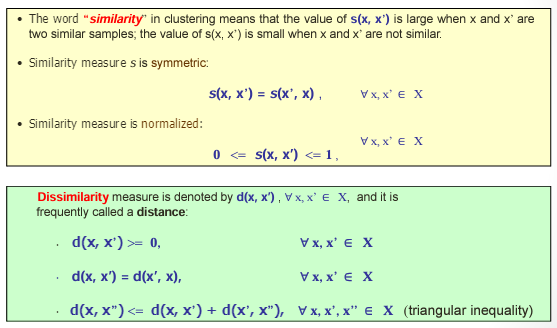 • The word "similarity" in clustering means that the value of s(x, x') is large when x and x' are
two similar samples; the value of s(x, x') is small when x and x' are not similar.
• Similarity measure s is symmetric:
s(x, x') = s(x', x) , ∀ x, x' ∈ X
• Similarity measure is normalized:
∀ x, x' ∈ X
0 <= s(x, x') <= 1 ,
Dissimilarity measure is denoted by d(x, x') , ∀ x, x' ∈ X, and it is
frequently called a distance:
· d(x, x') >= 0, ∀ x, x' ∈ X
· d(x, x') = d(x', x), ∀ x, x' ∈ X
· d(x, x'') <= d(x, x') + d(x', x''), ∀ x, x', x'' ∈ X (triangular inequality)